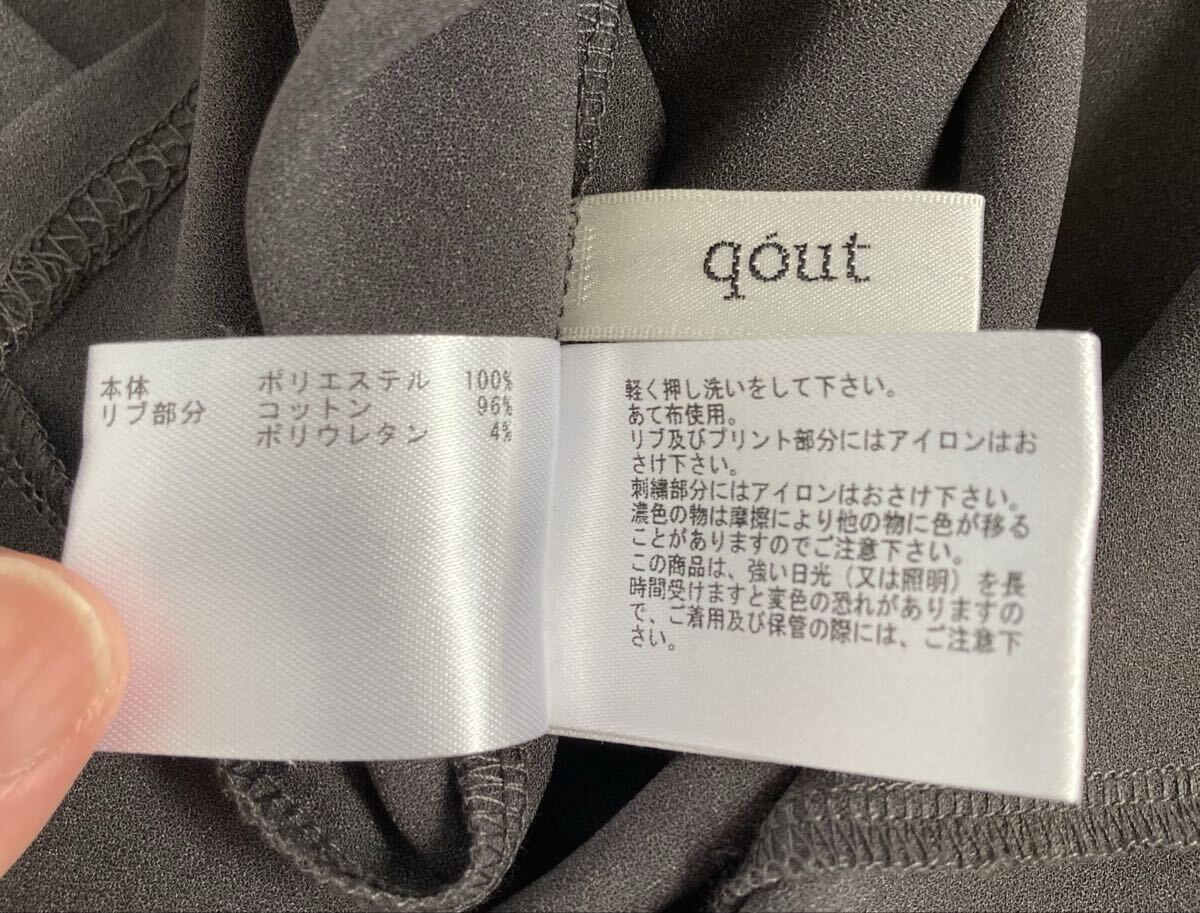 qóut
本体 ポリエステル 100%
リブ部分 コットン 96%
ポリウレタン 4%
軽く押し洗いをして下さい。
あて布使用。
リブ及びプリント部分にはアイロンはお
さけ下さい。
刺繍部分にはアイロンはおさけ下さい。
濃色の物は摩擦により他の物に色が移る
ことがありますのでご注意下さい。
この商品は、強い日光（又は照明）を長
時間受けますと変色の恐れがありますの
で、ご着用及び保管の際には、ご注意下
さい。